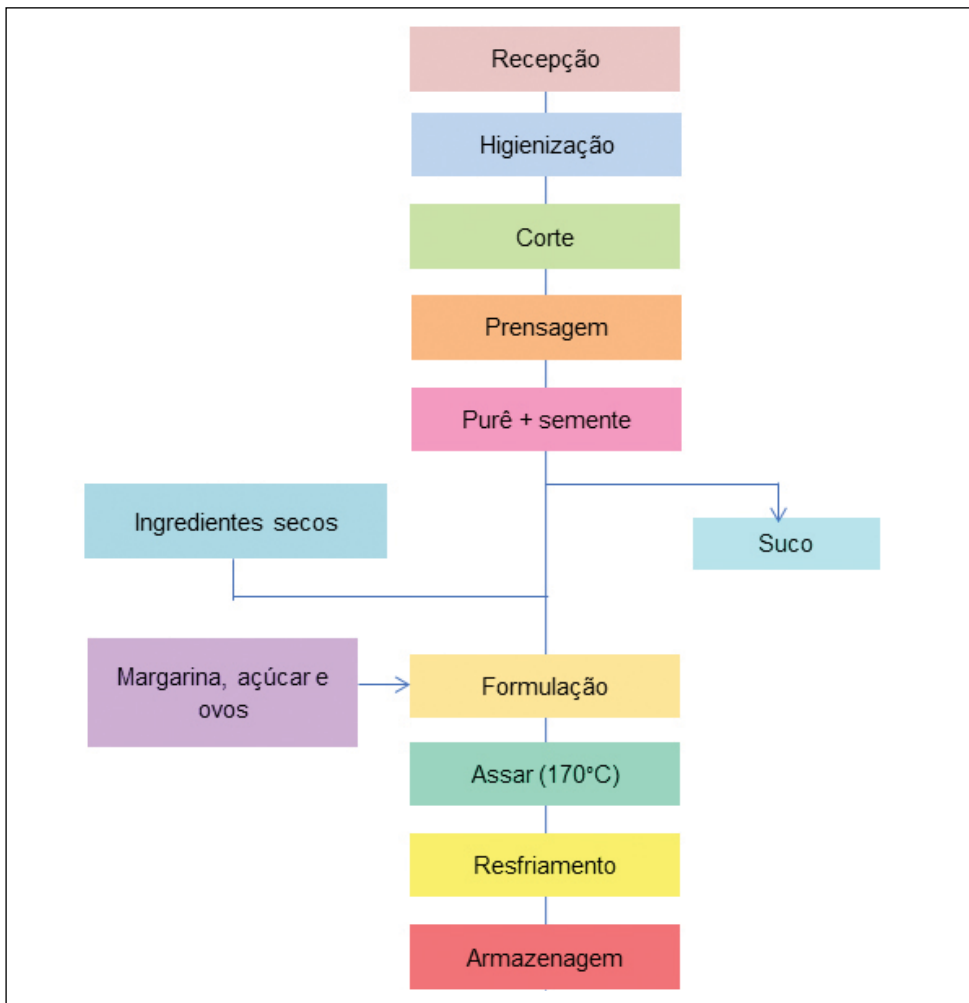 Recepção
Higienização
Corte
Prensagem
Purê + semente
Ingredientes secos
Suco
Margarina, açúcar e
ovos
Formulação
Assar (170°C)
Resfriamento
Armazenagem